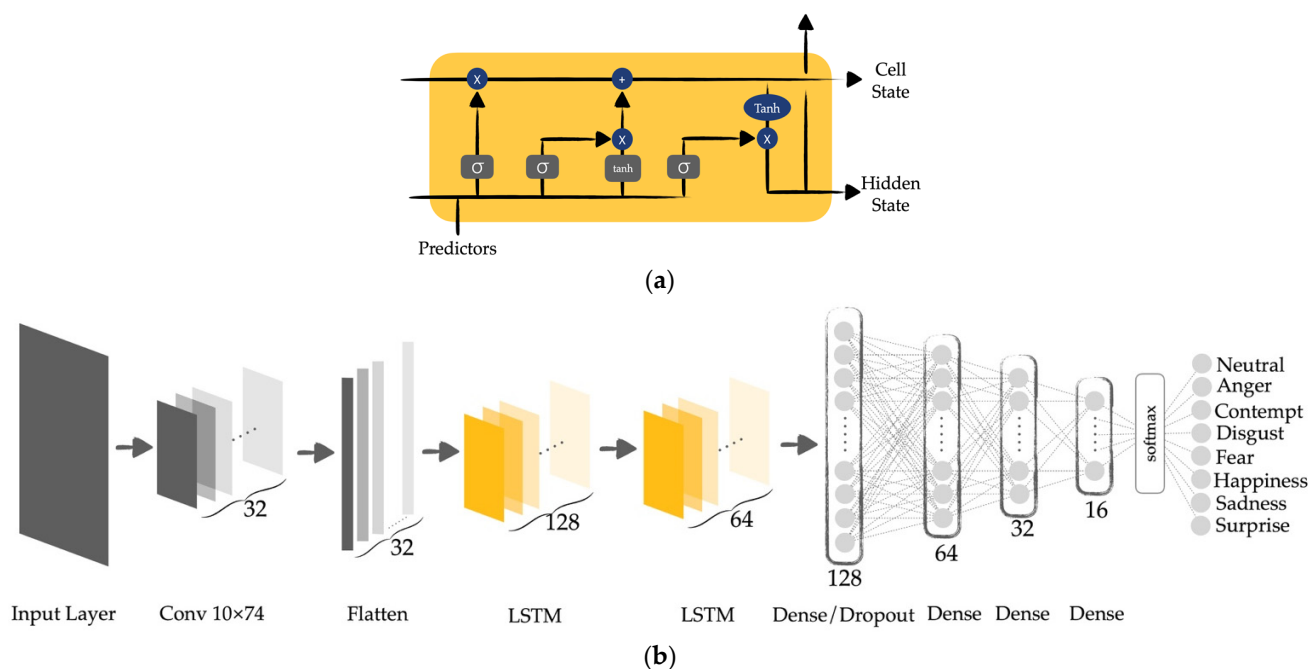 X
+
Cell
State
Tanh
X
X
σ
σ
tanh
σ
Hidden
State
Predictors
(a)
Neutral
Anger
Contempt
Disgust
Fear
Happiness
Sadness
Surprise
softmax
32
32
128
64
128
64
32
16
Input Layer
Conv 10×74
Flatten
LSTM
LSTM
Dense/Dropout
Dense
Dense
Dense
(b)